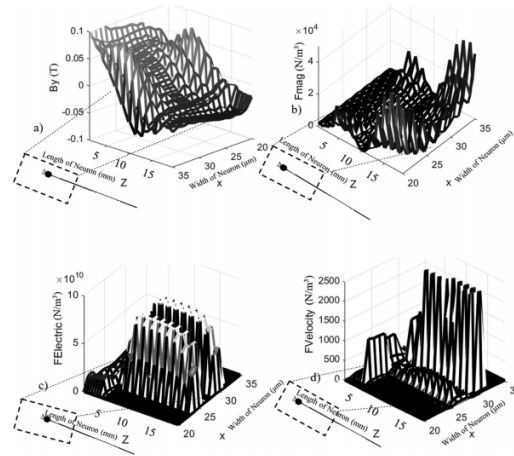 0.1
0.05
0
-0.05
-0.1
By (T)
a)
5
10
15
Length of Neuron (mm)
Z
20
25
30
35
Width of Neuron (μm)
x
× 10⁴
5
4
3
2
1
0
Fmag (N/m³)
b)
5
10
15
Length of Neuron (mm)
Z
20
25
30
35
Width of Neuron (μm)
x
× 10¹⁰
10
5
0
FElectric (N/m³)
c)
5
10
15
Length of Neuron (mm)
Z
20
25
30
35
Width of Neuron (μm)
x
2500
2000
1500
1000
500
0
FVelocity (N/m³)
d)
5
10
15
Length of Neuron (mm)
Z
20
25
30
Width of Neuron (μm)
x